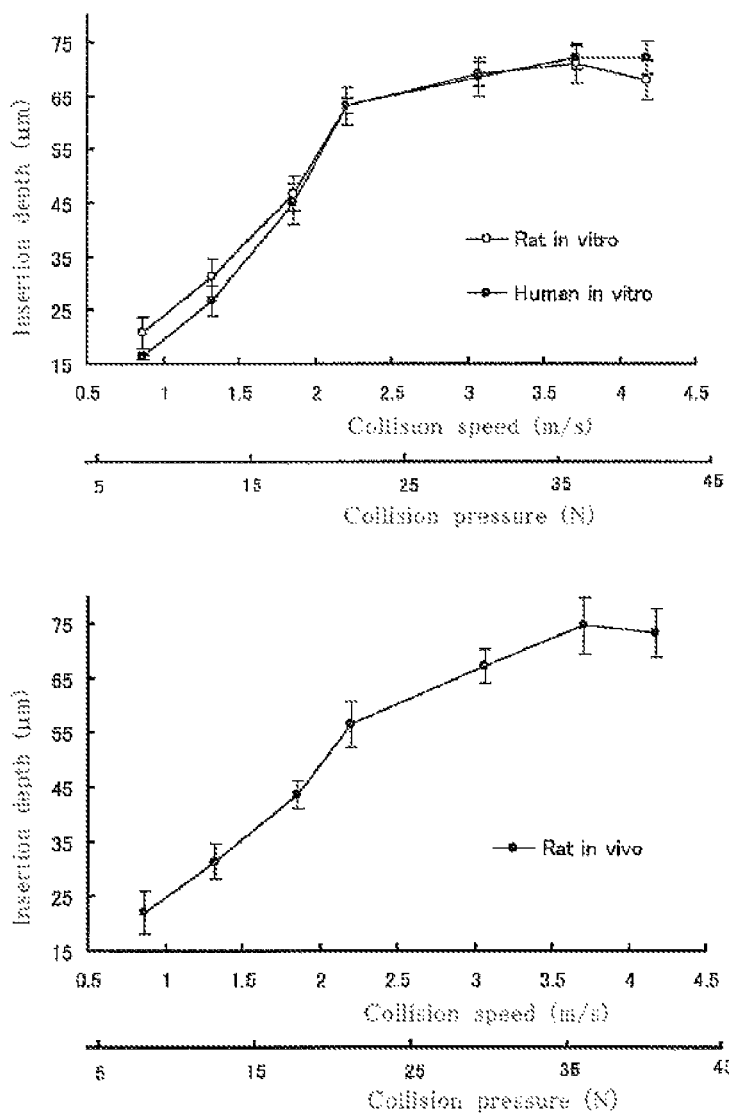 75
65
55
45
35
25
15
Insertion depth (μm)
Rat in vitro
Human in vitro
0.5 1 1.5 2 2.5 3 3.5 4 4.5
Collision speed (m/s)
5 15 25 35 45
Collision pressure (N)
75
65
55
45
35
25
15
Insertion depth (μm)
Rat in vivo
0.5 1 1.5 2 2.5 3 3.5 4 4.5
Collision speed (m/s)
5 15 25 35 45
Collision pressure (N)